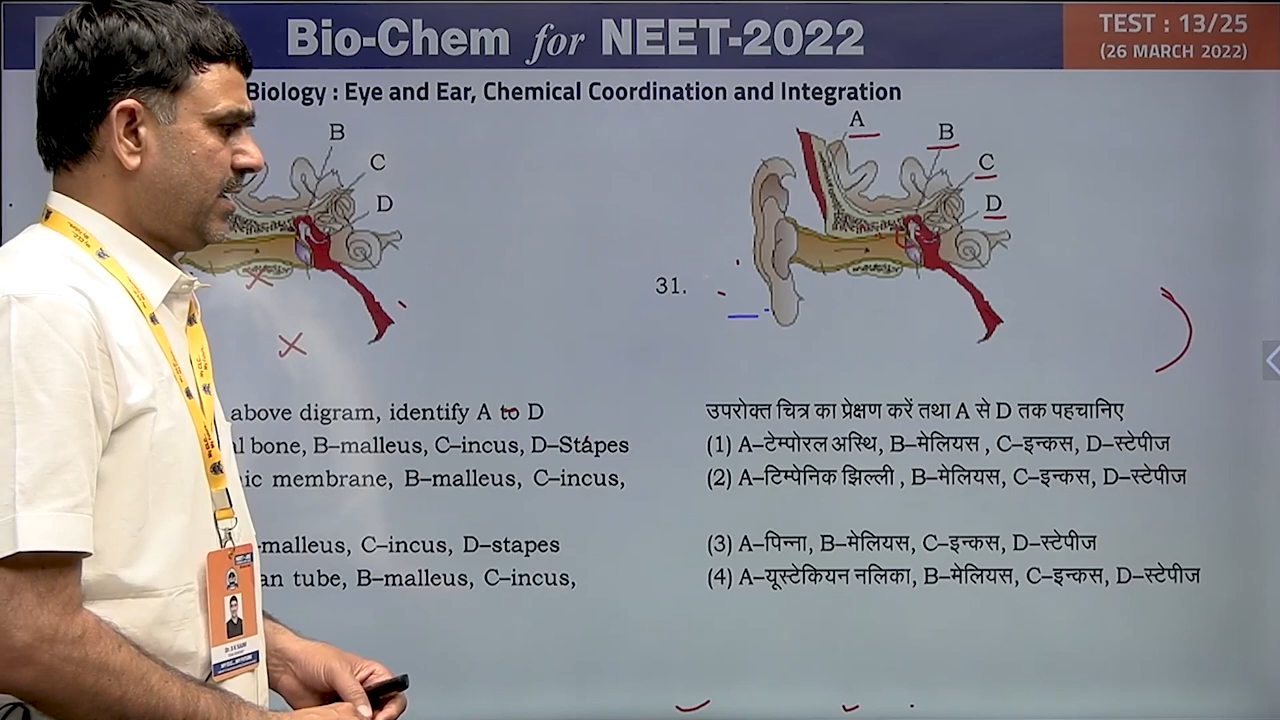 Bio-Chem for NEET-2022
TEST : 13/25
(26 MARCH 2022)
Biology : Eye and Ear, Chemical Coordination and Integration
B
C
D
above digram, identify A to D
bone, B–malleus, C–incus, D–Stapes
membrane, B–malleus, C–incus,
–malleus, C–incus, D–stapes
tube, B–malleus, C–incus,
A
B
C
D
31.
उपरोक्त चित्र का प्रेक्षण करें तथा A से D तक पहचानिए
(1) A–टेम्पोरल अस्थि, B–मेलियस , C–इन्कस, D–स्टेपीज
(2) A–टिम्पेनिक झिल्ली , B–मेलियस, C–इन्कस, D–स्टेपीज
(3) A–पिन्ना, B–मेलियस, C–इन्कस, D–स्टेपीज
(4) A–यूस्टेकियन नलिका, B–मेलियस, C–इन्कस, D–स्टेपीज